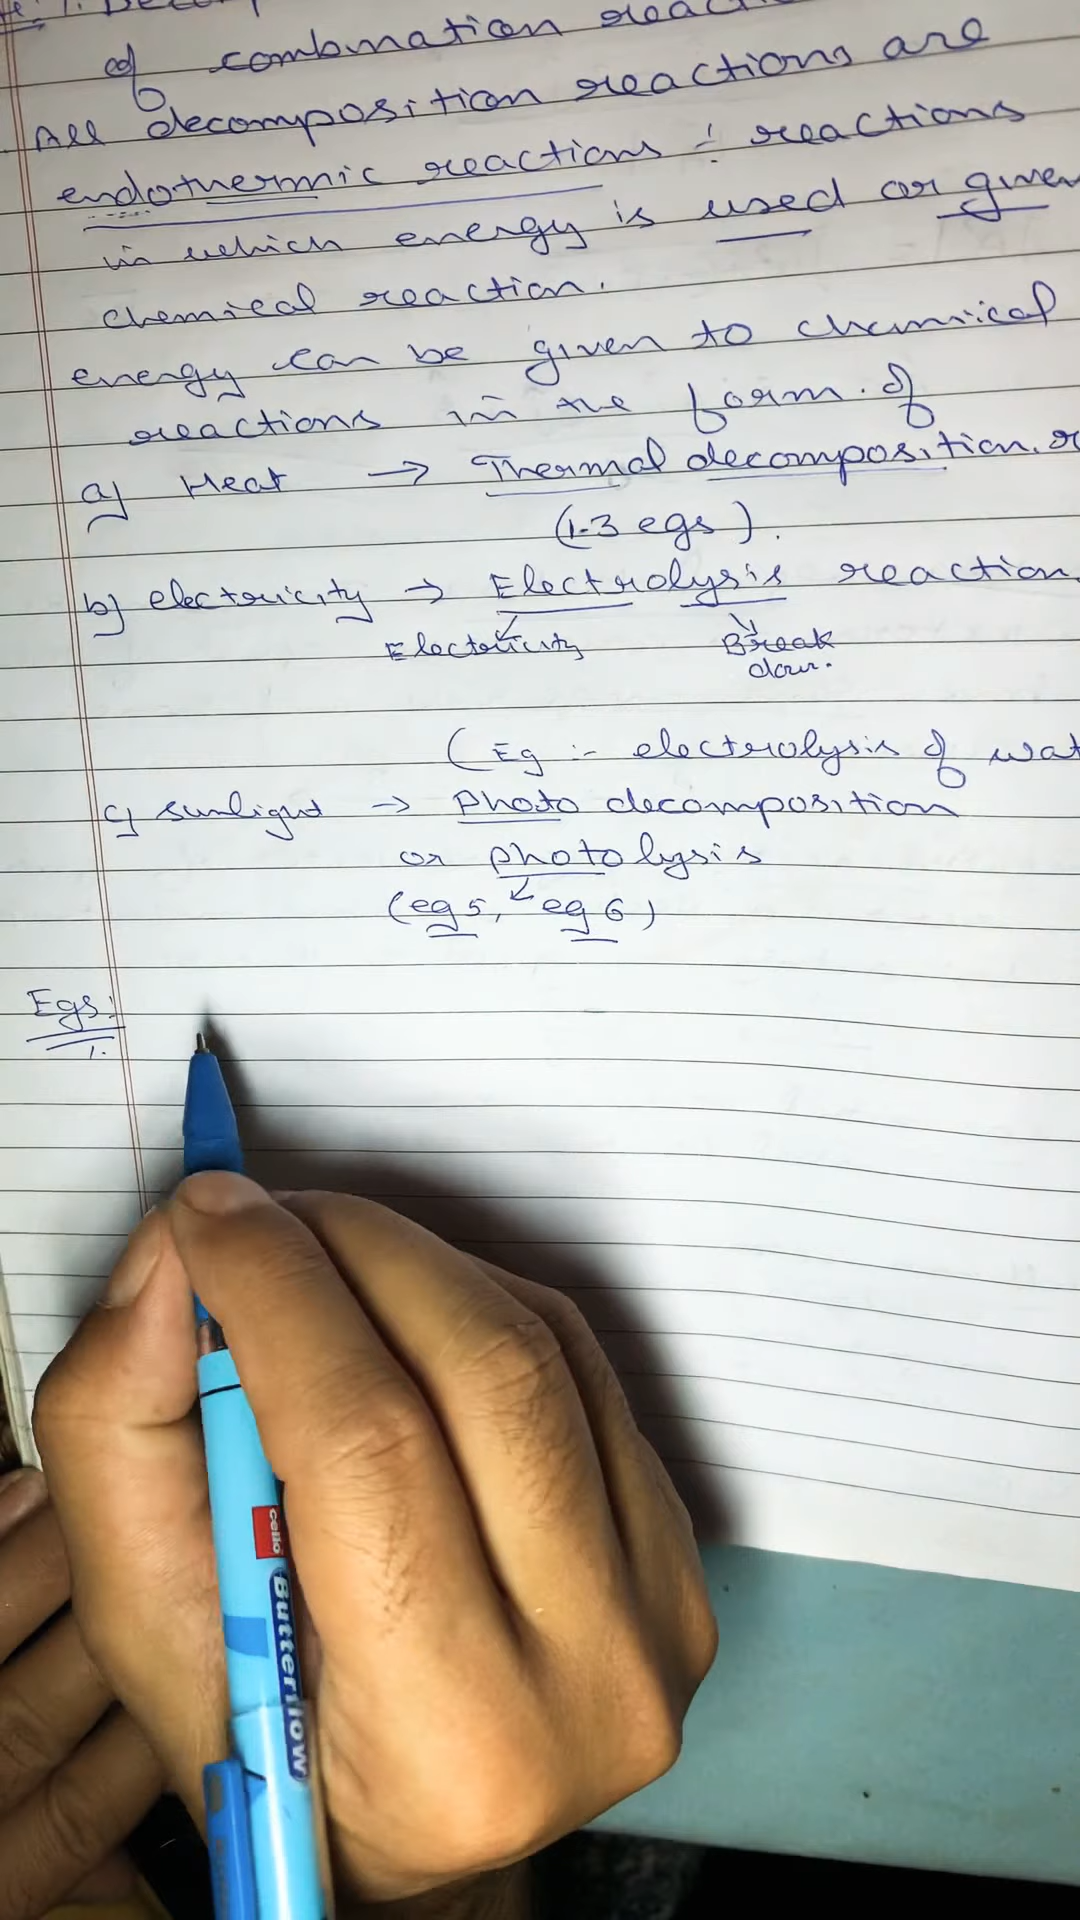 of combination reac
All decomposition reactions are
endothermic reactions ÷ reactions
in which energy is used or given
chemical reaction.
energy can be given to chemical
reactions in the form of
a) Heat → Thermal decomposition.
(1-3 egs).
b) electricity → Electrolysis reaction
Electricity Break
down.
(Eg :- electrolysis of wat
c) sunlight → Photo decomposition
or photolysis
(eg 5, eg 6)
Egs:
1.
cello
Butterflow